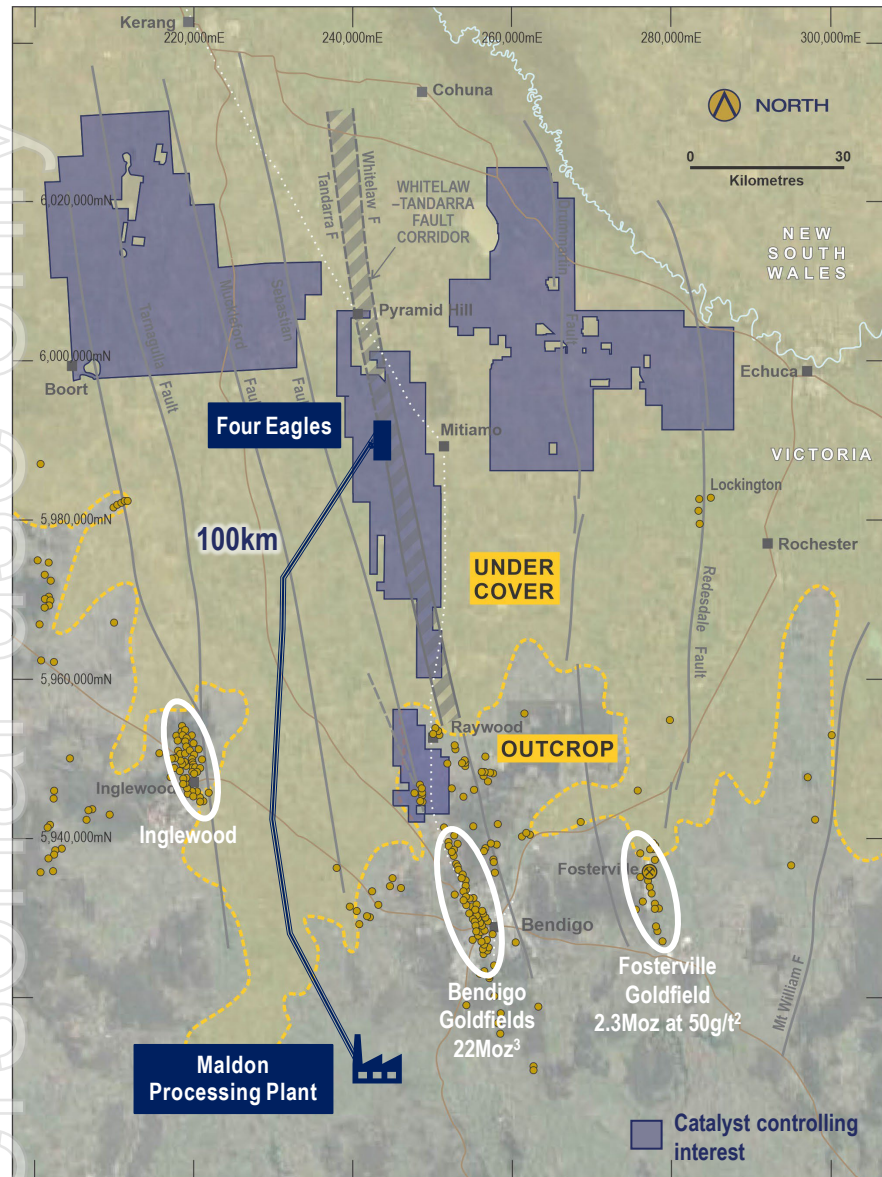 Kerang
220,000mE
240,000mE
260,000mE
280,000mE
300,000mE
Cohuna
NORTH
0
30
Kilometres
6,020,000mN
Whitelaw F
Tandarra F
WHITELAW
–TANDARRA
FAULT
CORRIDOR
NEW
SOUTH
WALES
Tarnagulla
Fault
Muckleford
Fault
Sebastian
Fault
Pyramid Hill
Fault
6,000,000mN
Boort
Echuca
Four Eagles
Mitiamo
VICTORIA
Lockington
5,980,000mN
100km
Rochester
UNDER
COVER
Redesdale Fault
5,960,000mN
Raywood
OUTCROP
Inglewood
Inglewood
5,940,000mN
Fosterville
Bendigo
Bendigo
Goldfields
22Moz³
Fosterville
Goldfield
2.3Moz at 50g/t²
Mt William F
Maldon
Processing Plant
Catalyst controlling
interest